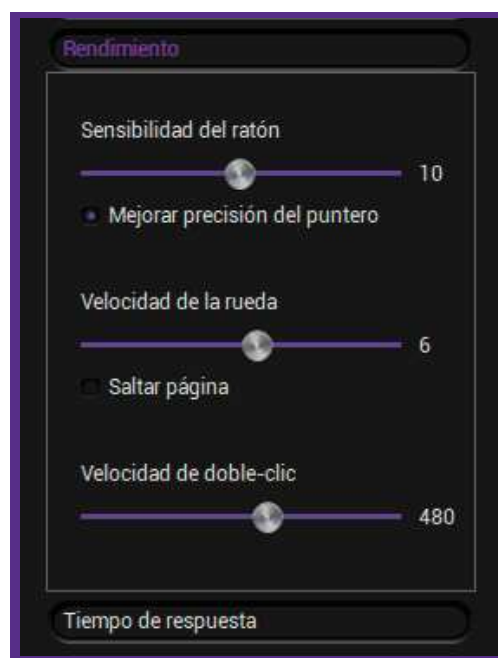 Rendimiento
Sensibilidad del ratón
10
Mejorar precisión del puntero
Velocidad de la rueda
6
Saltar página
Velocidad de doble-clic
480
Tiempo de respuesta